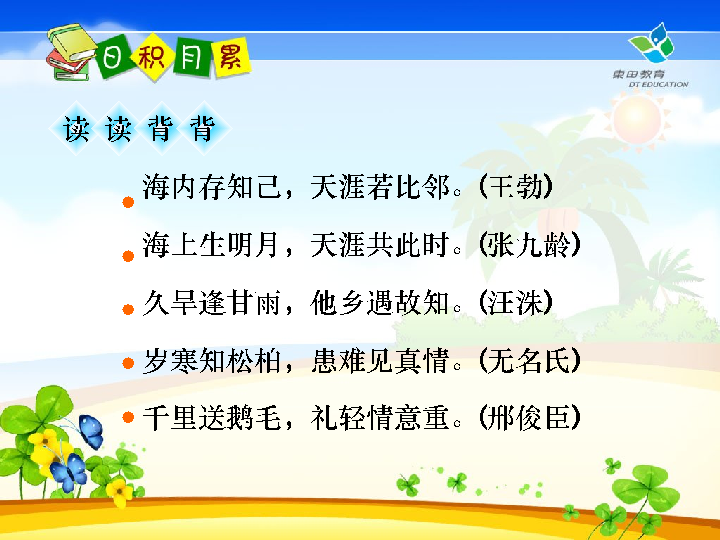 日积月累
東田教育
DT EDUCATION
读读背背
海内存知己，天涯若比邻。(王勃)
海上生明月，天涯共此时。(张九龄)
久旱逢甘雨，他乡遇故知。(汪洙)
岁寒知松柏，患难见真情。(无名氏)
千里送鹅毛，礼轻情意重。(邢俊臣)